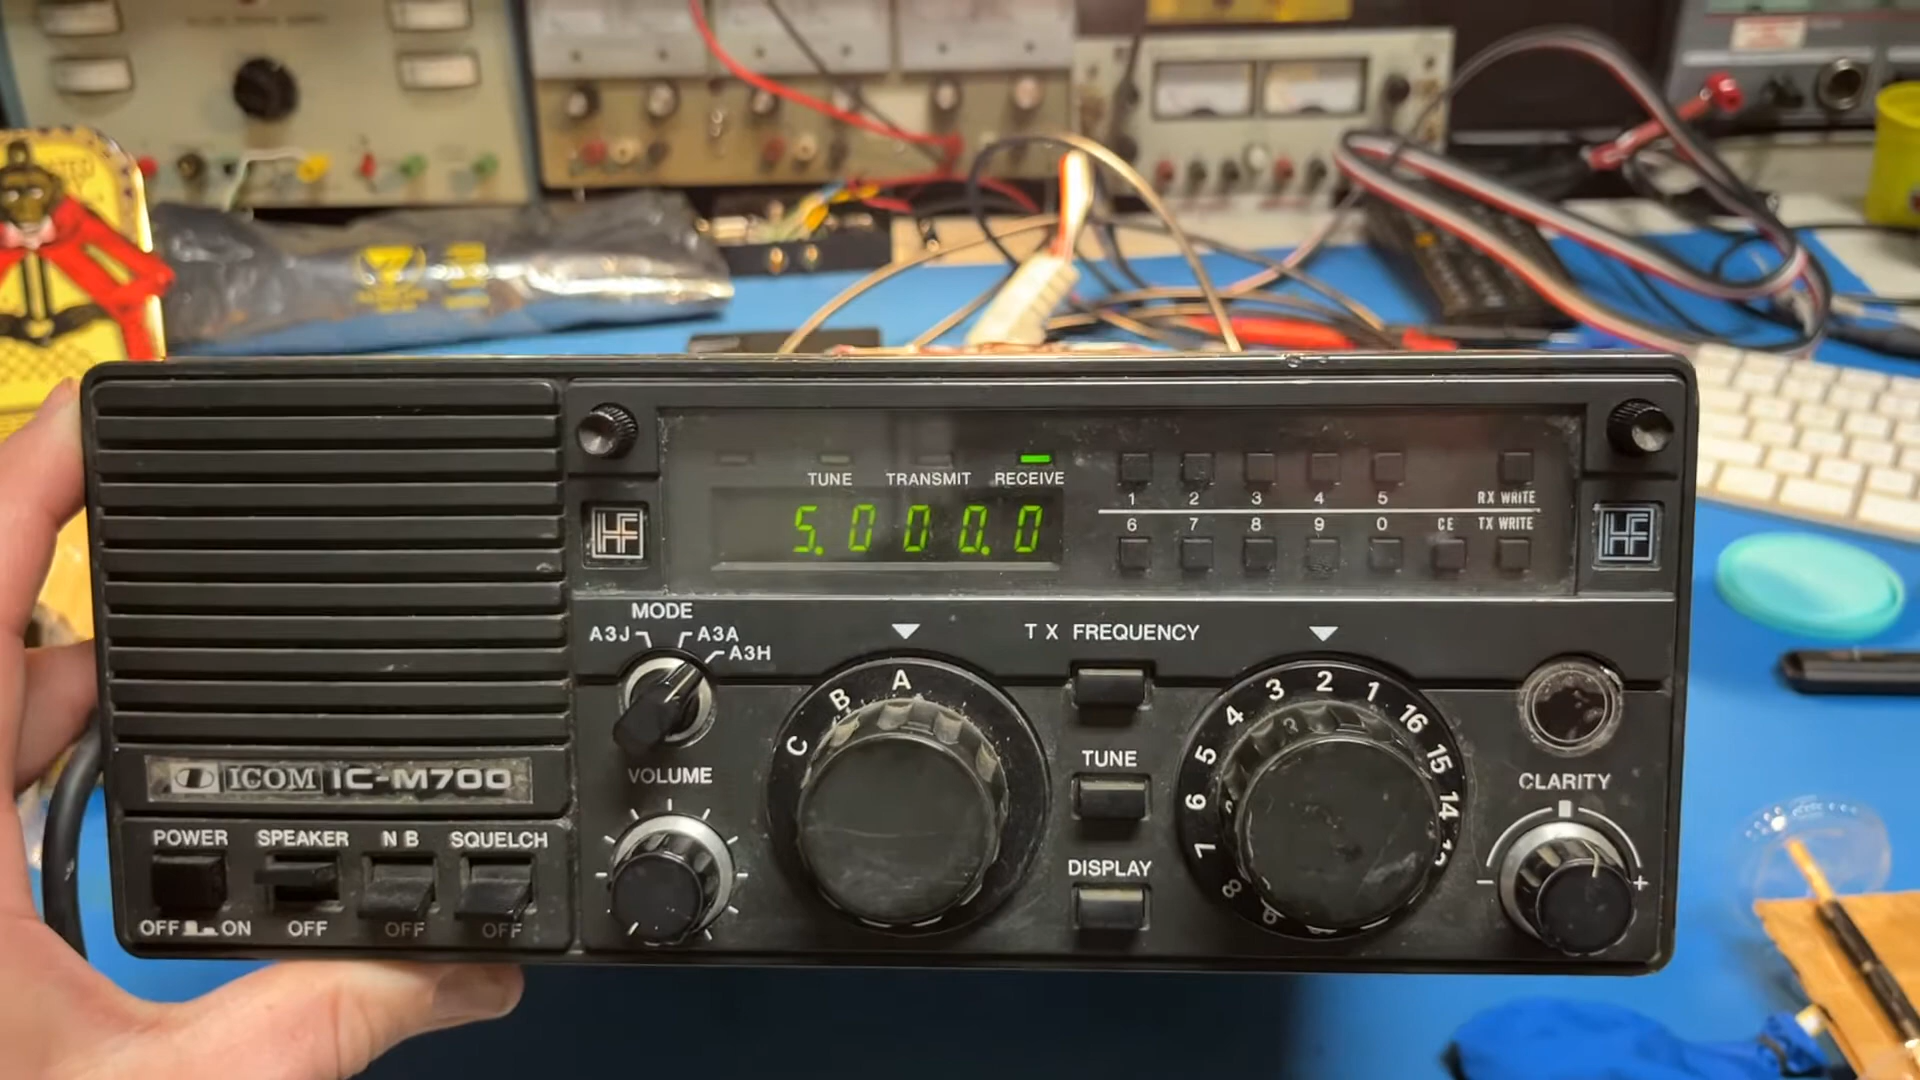 TUNE TRANSMIT RECEIVE
5.000.0
1 2 3 4 5 RX WRITE
6 7 8 9 0 CE TX WRITE
HF
HF
MODE
A3J A3A
A3H
TX FREQUENCY
A
B
C
3 2 1
4 16
5 15
6 14
7
8
9
VOLUME
TUNE
DISPLAY
CLARITY
- +
ICOM IC-M700
POWER SPEAKER NB SQUELCH
OFF ON OFF OFF OFF